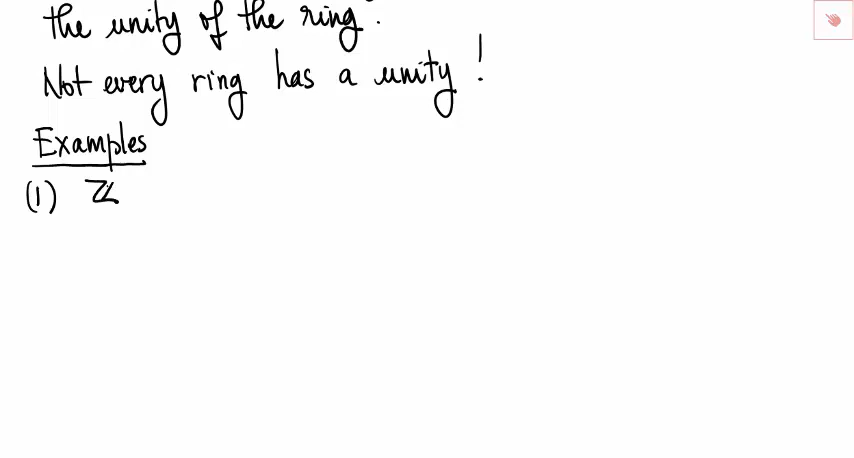 the unity of the ring.
Not every ring has a unity!
Examples
(1) ℤ